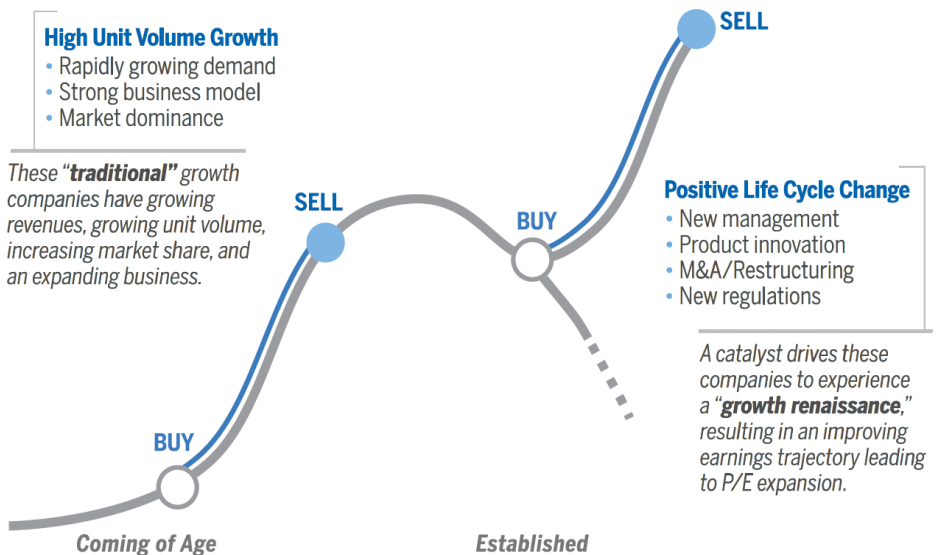 High Unit Volume Growth
• Rapidly growing demand
• Strong business model
• Market dominance
These “traditional” growth
companies have growing
revenues, growing unit volume,
increasing market share, and
an expanding business.
BUY
SELL
BUY
SELL
Positive Life Cycle Change
• New management
• Product innovation
• M&A/Restructuring
• New regulations
A catalyst drives these
companies to experience
a “growth renaissance,”
resulting in an improving
earnings trajectory leading
to P/E expansion.
Coming of Age
Established